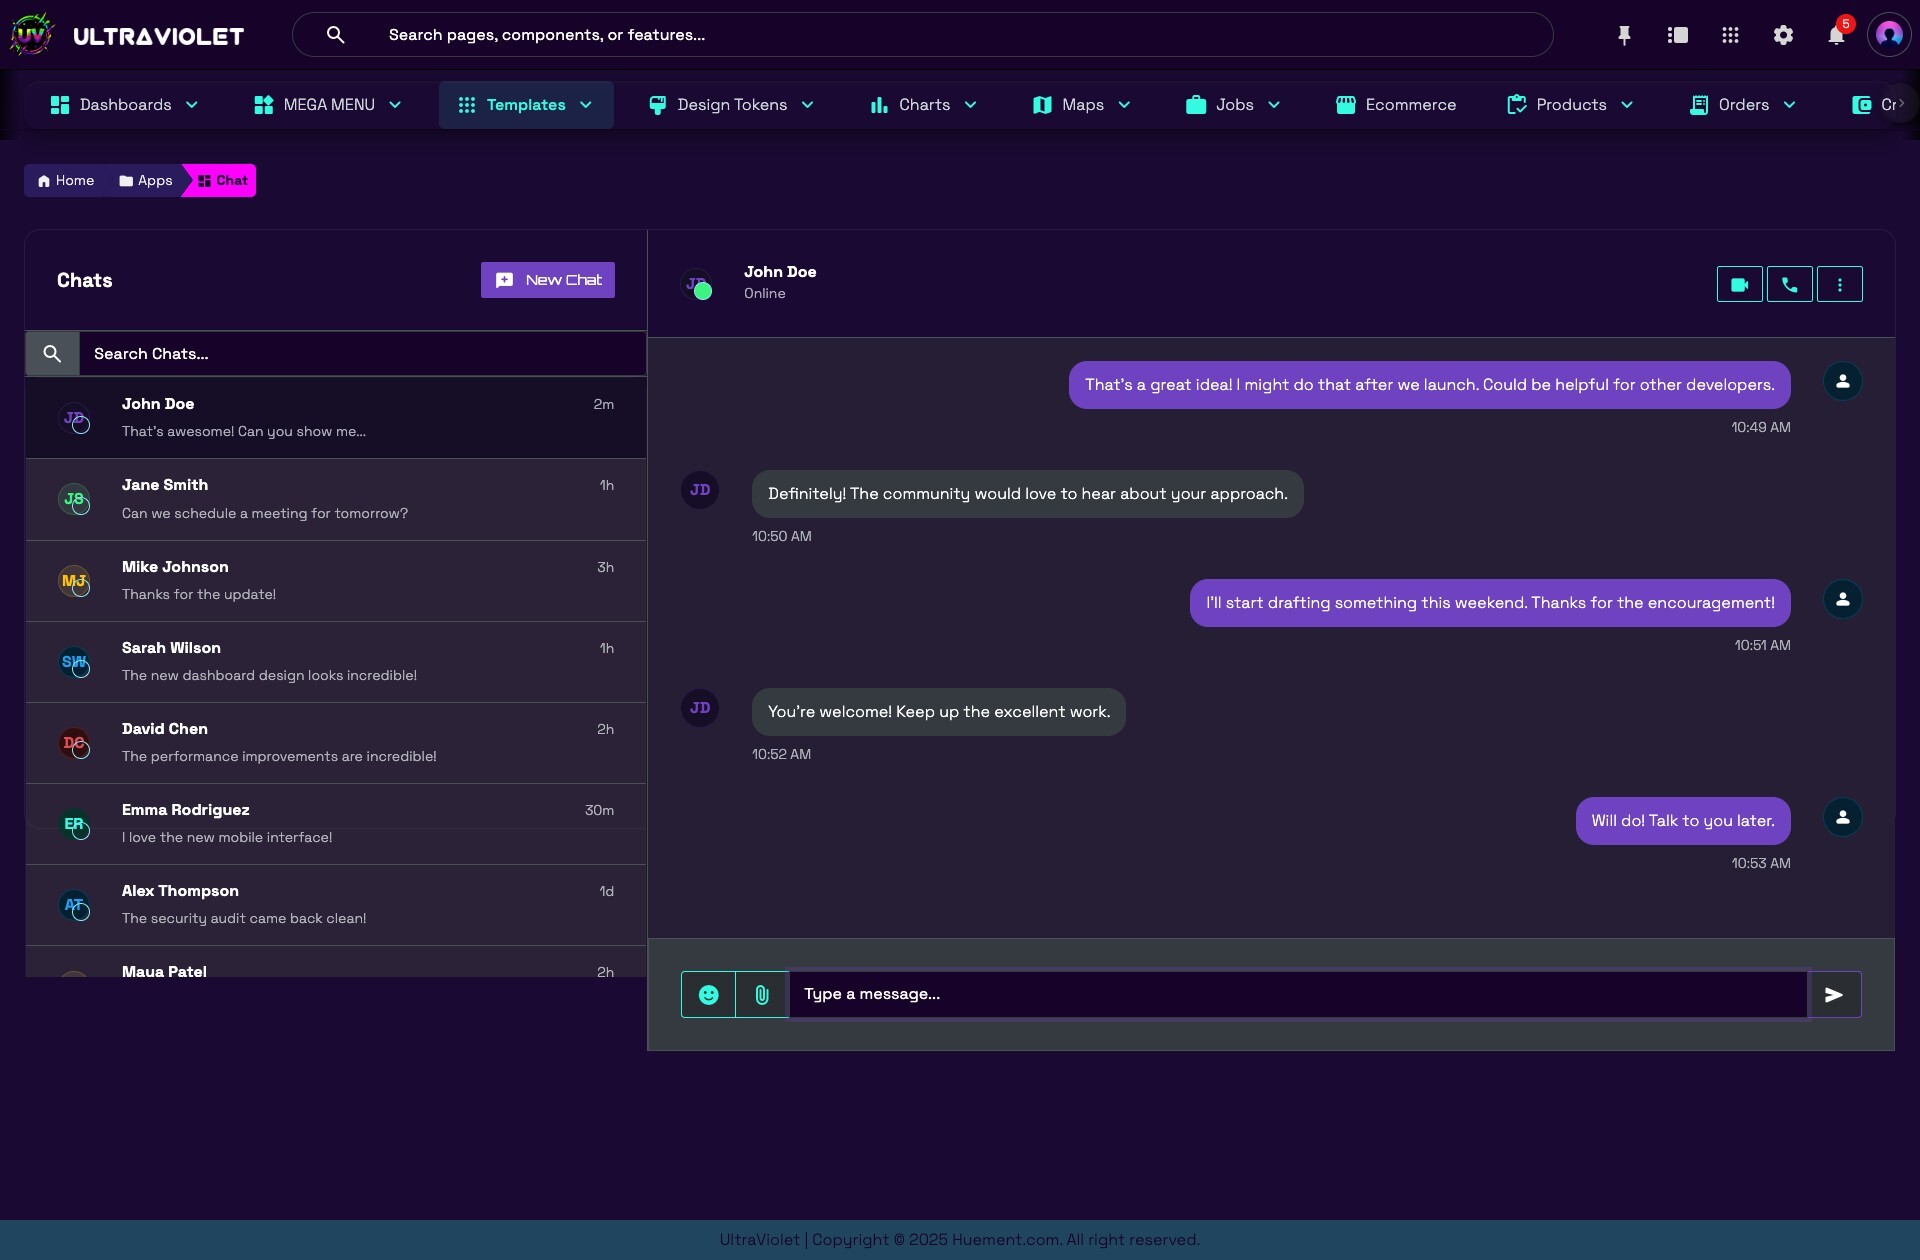 UV ULTRAVIOLET
Search pages, components, or features...
5
Dashboards MEGA MENU Templates Design Tokens Charts Maps Jobs Ecommerce Products Orders
Home Apps Chat
Chats
New Chat
Search Chats...
JD John Doe 2m
That's awesome! Can you show me...
JS Jane Smith 1h
Can we schedule a meeting for tomorrow?
MJ Mike Johnson 3h
Thanks for the update!
SW Sarah Wilson 1h
The new dashboard design looks incredible!
DC David Chen 2h
The performance improvements are incredible!
ER Emma Rodriguez 30m
I love the new mobile interface!
AT Alex Thompson 1d
The security audit came back clean!
Maya Patel 2h
JD John Doe
Online
That's a great idea! I might do that after we launch. Could be helpful for other developers.
10:49 AM
JD Definitely! The community would love to hear about your approach.
10:50 AM
I'll start drafting something this weekend. Thanks for the encouragement!
10:51 AM
JD You're welcome! Keep up the excellent work.
10:52 AM
Will do! Talk to you later.
10:53 AM
Type a message...
UltraViolet | Copyright © 2025 Huement.com. All right reserved.